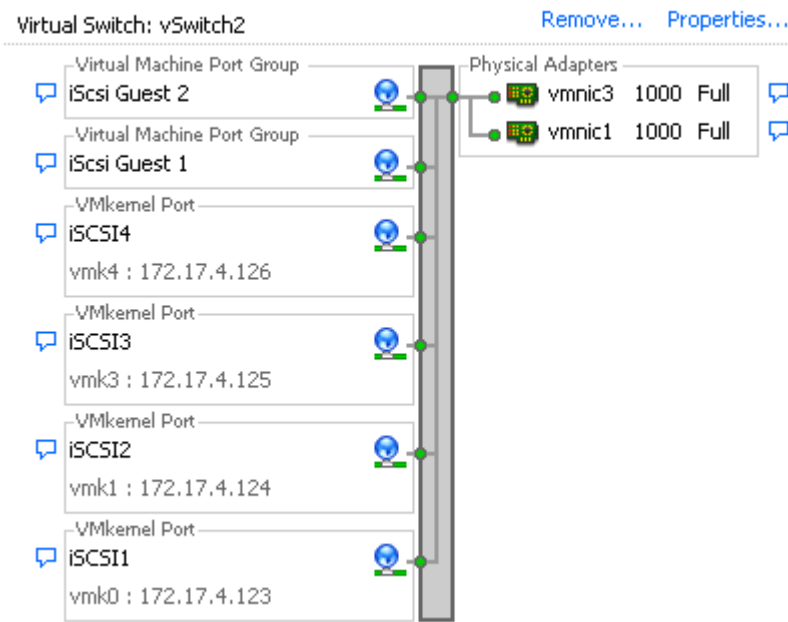 Virtual Switch: vSwitch2 Remove... Properties...
Virtual Machine Port Group
iScsi Guest 2
Physical Adapters
vmnic3 1000 Full
vmnic1 1000 Full
Virtual Machine Port Group
iScsi Guest 1
VMkernel Port
iSCSI4
vmk4 : 172.17.4.126
VMkernel Port
iSCSI3
vmk3 : 172.17.4.125
VMkernel Port
iSCSI2
vmk1 : 172.17.4.124
VMkernel Port
iSCSI1
vmk0 : 172.17.4.123